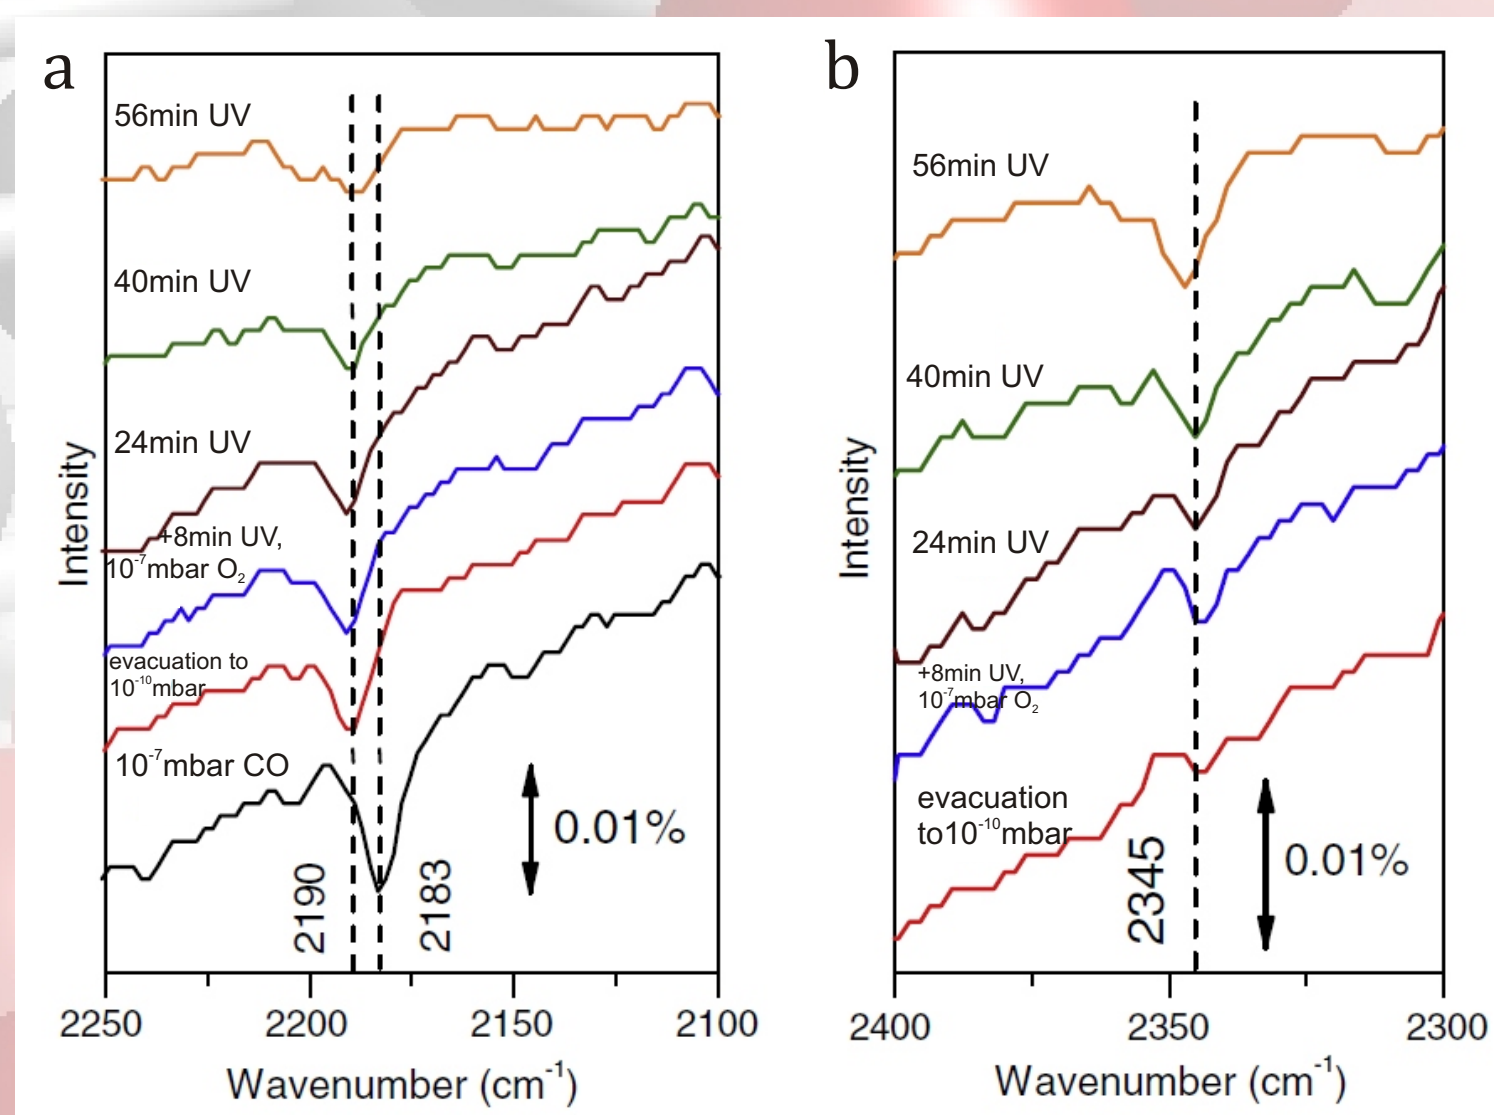 a
56min UV
40min UV
24min UV
+8min UV,
10⁻⁷mbar O₂
evacuation to
10⁻¹⁰mbar
10⁻⁷mbar CO
0.01%
2190
2183
Intensity
2250 2200 2150 2100
Wavenumber (cm⁻¹)
b
56min UV
40min UV
24min UV
+8min UV,
10⁻⁷mbar O₂
evacuation
to10⁻¹⁰mbar
2345
0.01%
Intensity
2400 2350 2300
Wavenumber (cm⁻¹)